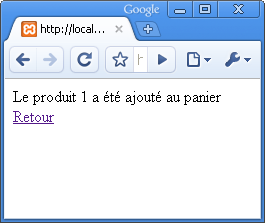 Google
http://local...
Le produit 1 a été ajouté au panier
Retour